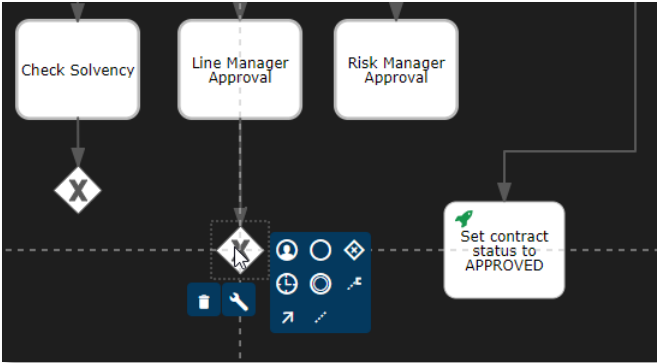 Check Solvency
Line Manager
Approval
Risk Manager
Approval
Set contract
status to
APPROVED